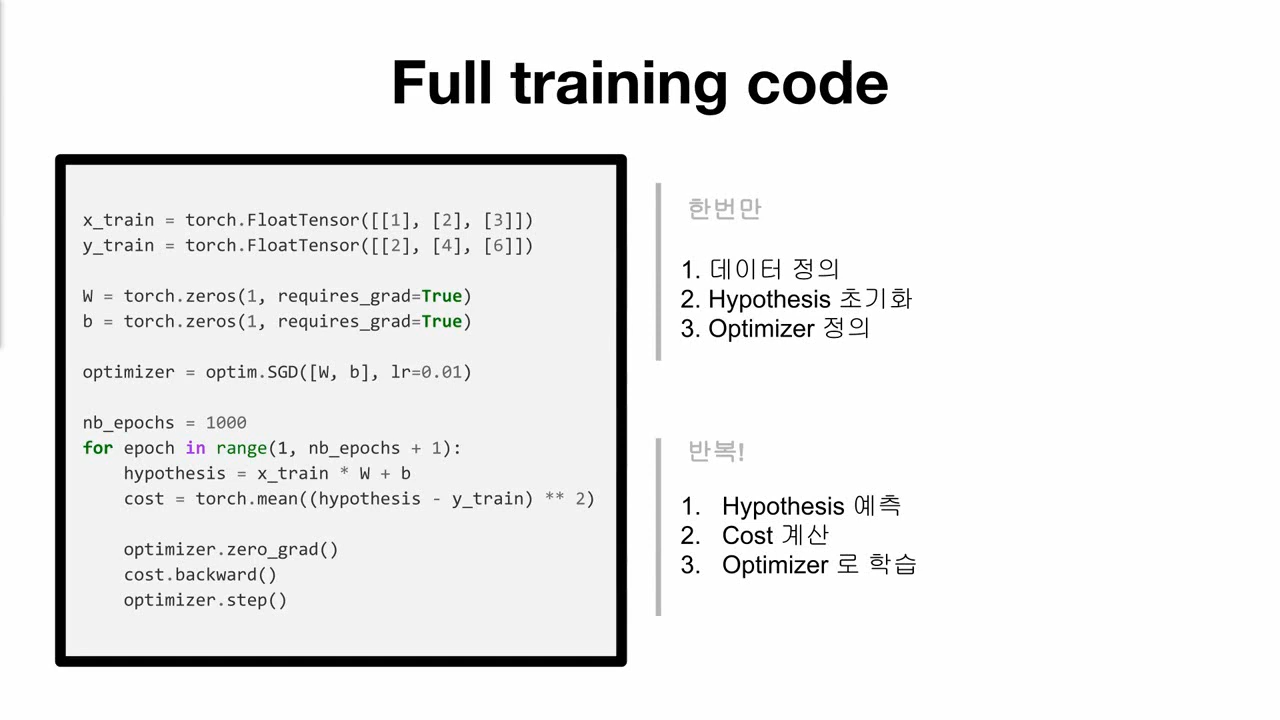 Full training code
x_train = torch.FloatTensor([[1], [2], [3]])
y_train = torch.FloatTensor([[2], [4], [6]])
W = torch.zeros(1, requires_grad=True)
b = torch.zeros(1, requires_grad=True)
optimizer = optim.SGD([W, b], lr=0.01)
nb_epochs = 1000
for epoch in range(1, nb_epochs + 1):
    hypothesis = x_train * W + b
    cost = torch.mean((hypothesis - y_train) ** 2)
    optimizer.zero_grad()
    cost.backward()
    optimizer.step()
한번만
1. 데이터 정의
2. Hypothesis 초기화
3. Optimizer 정의
반복!
1. Hypothesis 예측
2. Cost 계산
3. Optimizer 로 학습